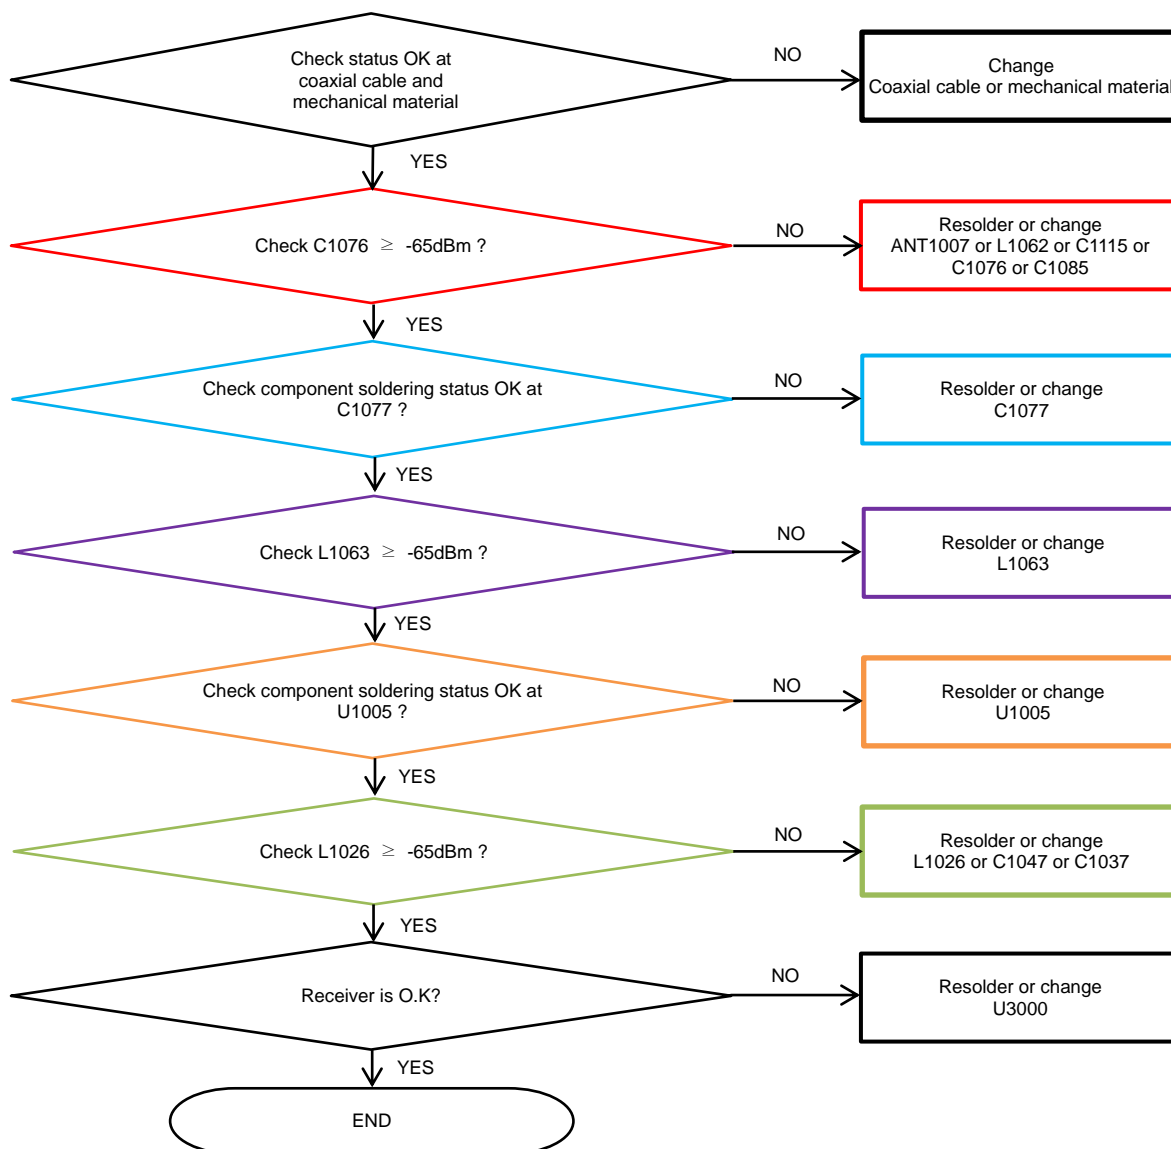 Check status OK at
coaxial cable and
mechanical material
NO
Change
Coaxial cable or mechanical material
YES
Check C1076 ≥ -65dBm ?
NO
Resolder or change
ANT1007 or L1062 or C1115 or
C1076 or C1085
YES
Check component soldering status OK at
C1077 ?
NO
Resolder or change
C1077
YES
Check L1063 ≥ -65dBm ?
NO
Resolder or change
L1063
YES
Check component soldering status OK at
U1005 ?
NO
Resolder or change
U1005
YES
Check L1026 ≥ -65dBm ?
NO
Resolder or change
L1026 or C1047 or C1037
YES
Receiver is O.K?
NO
Resolder or change
U3000
YES
END